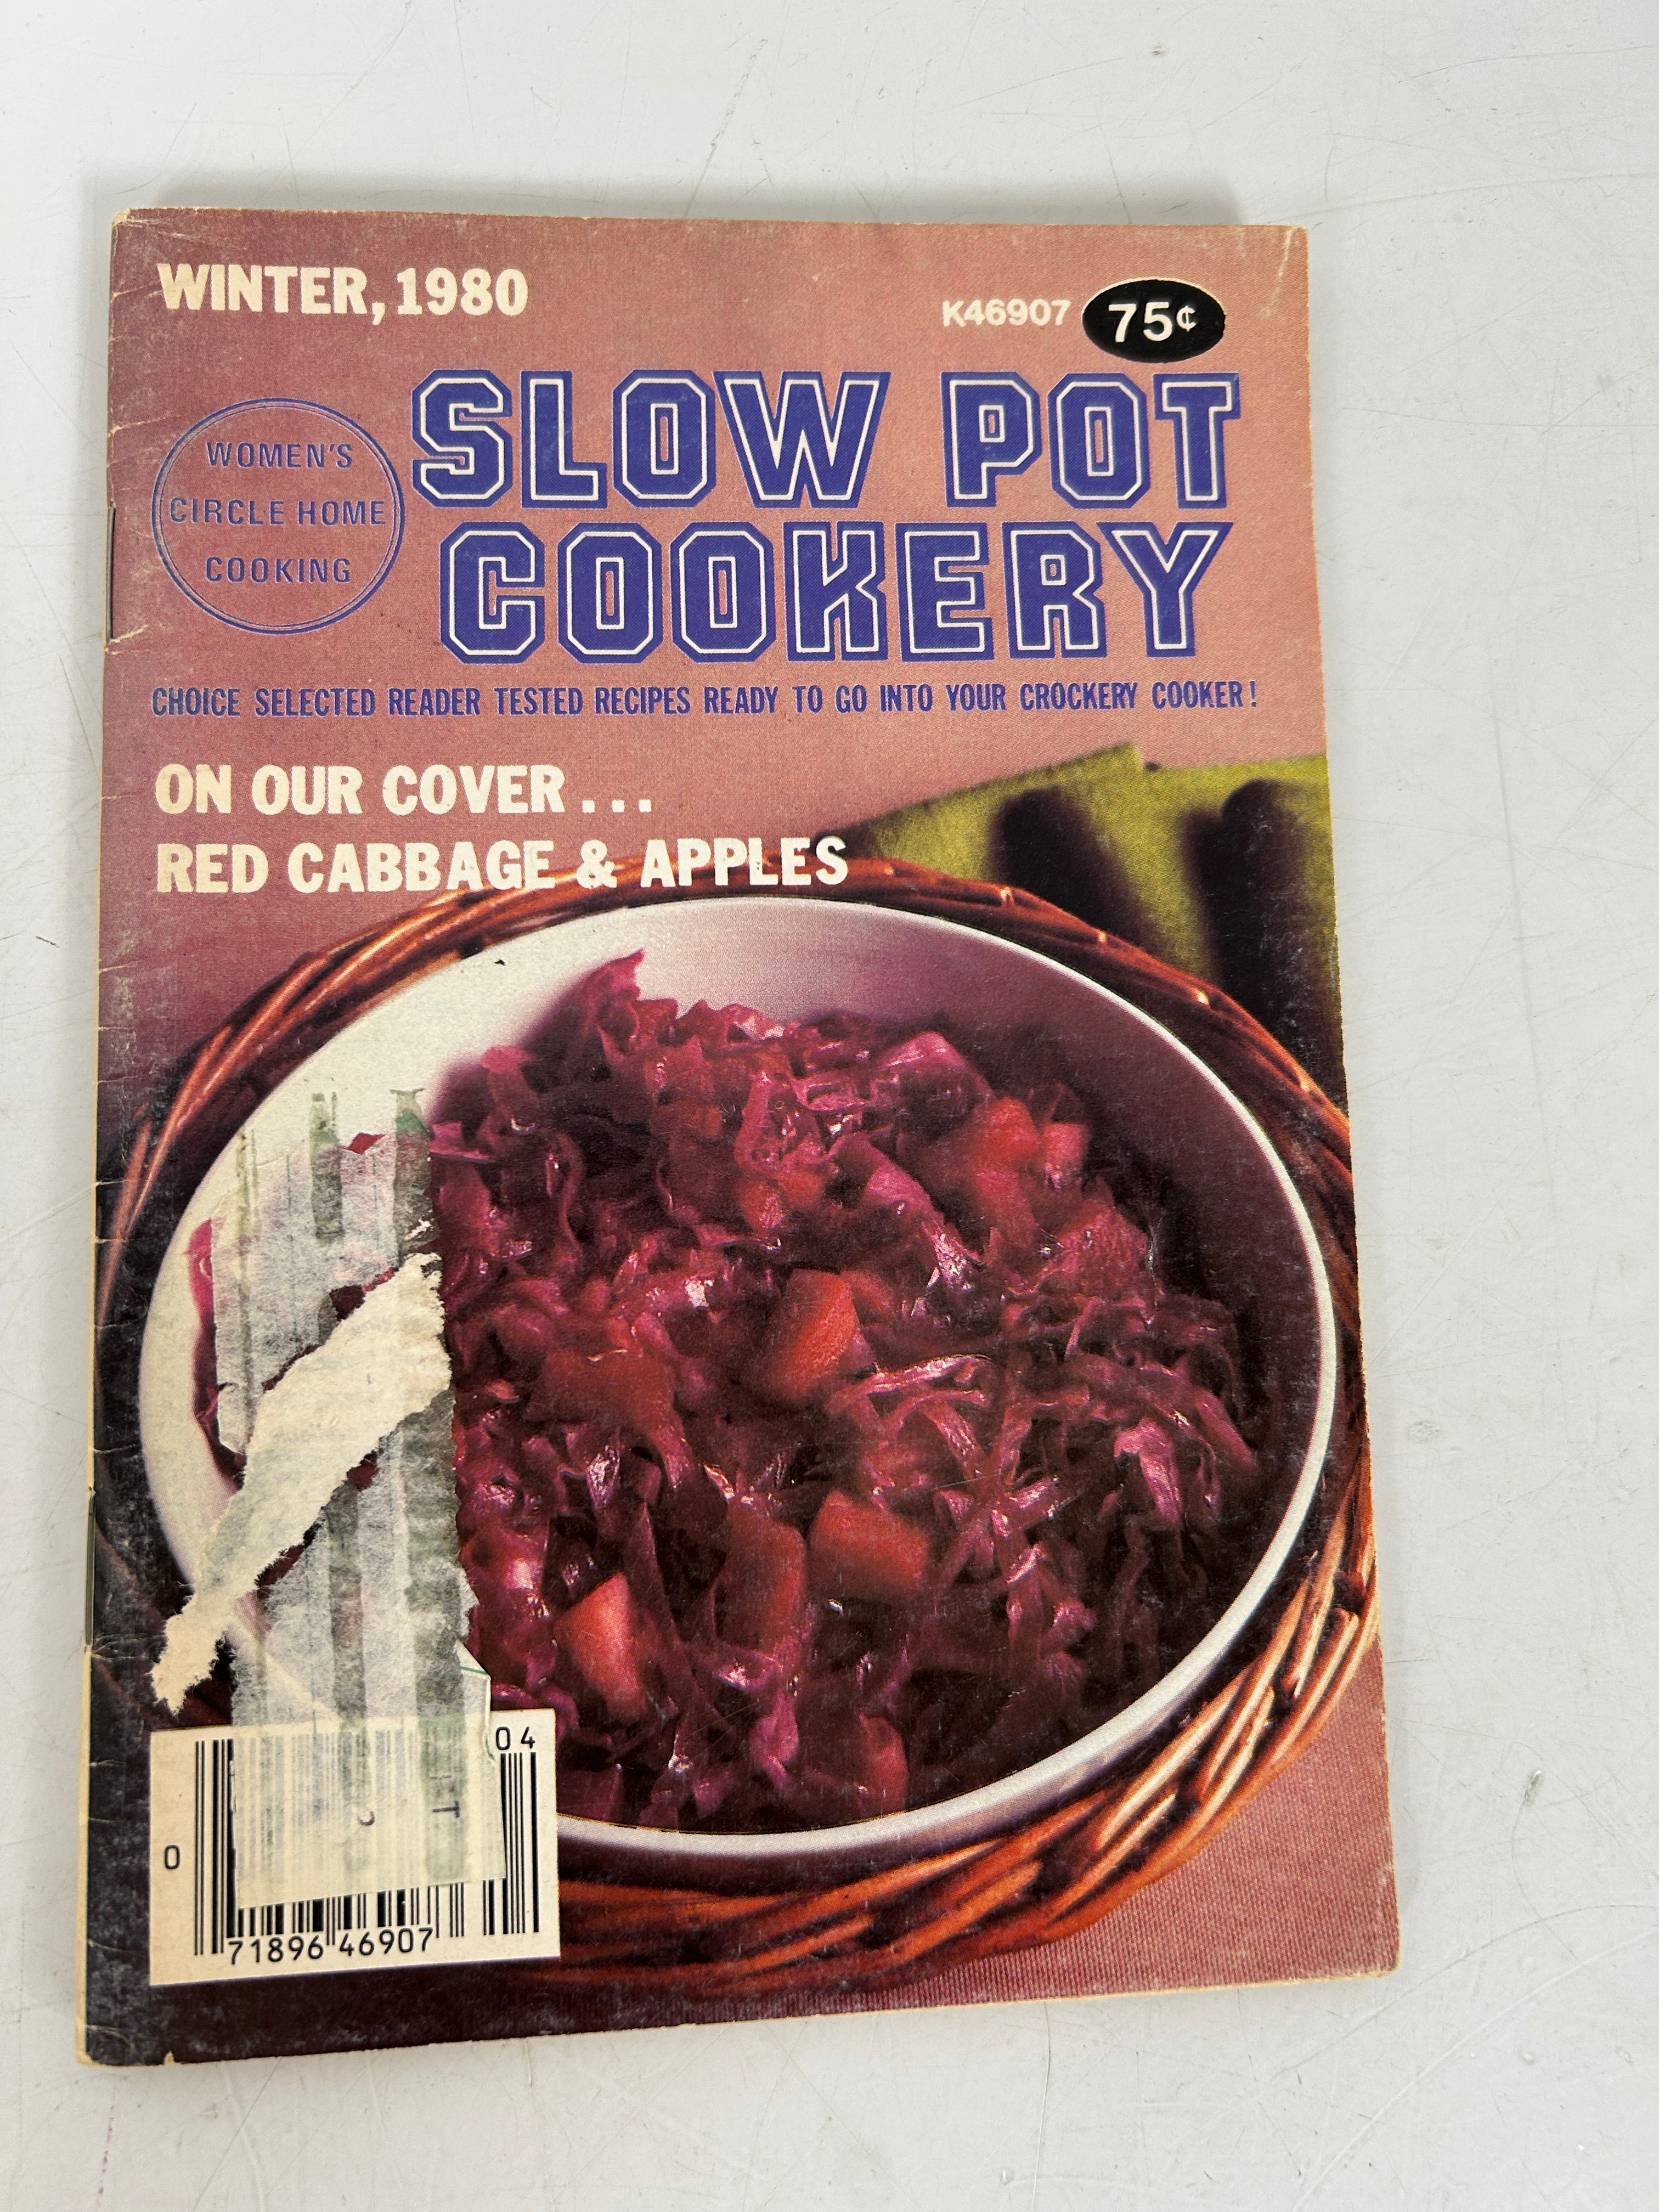 WINTER, 1980
K46907 75¢
WOMEN'S
CIRCLE HOME
COOKING
SLOW POT
COOKERY
CHOICE SELECTED READER TESTED RECIPES READY TO GO INTO YOUR CROCKERY COOKER!
ON OUR COVER...
RED CABBAGE & APPLES
04
0
71896 46907